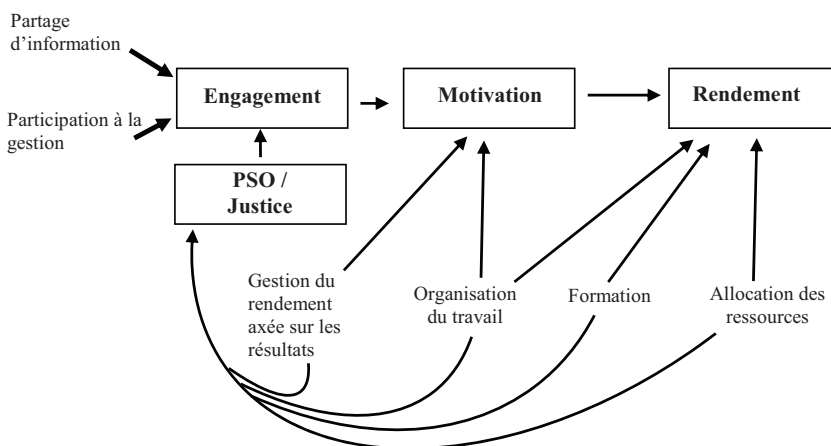 Partage
d’information
Engagement
Motivation
Rendement
Participation à la
gestion
PSO /
Justice
Gestion du
rendement
axée sur les
résultats
Organisation
du travail
Formation
Allocation des
ressources